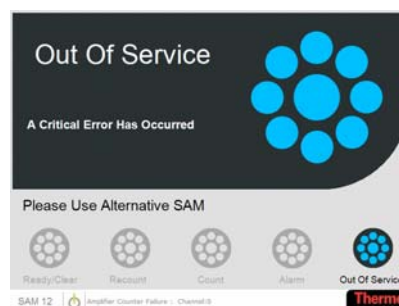 Out Of Service
A Critical Error Has Occurred
Please Use Alternative SAM
Ready/Clear Recount Count Alarm Out Of Service
SAM 12 Amplifier Counter Failure : Channel:0 Thermo